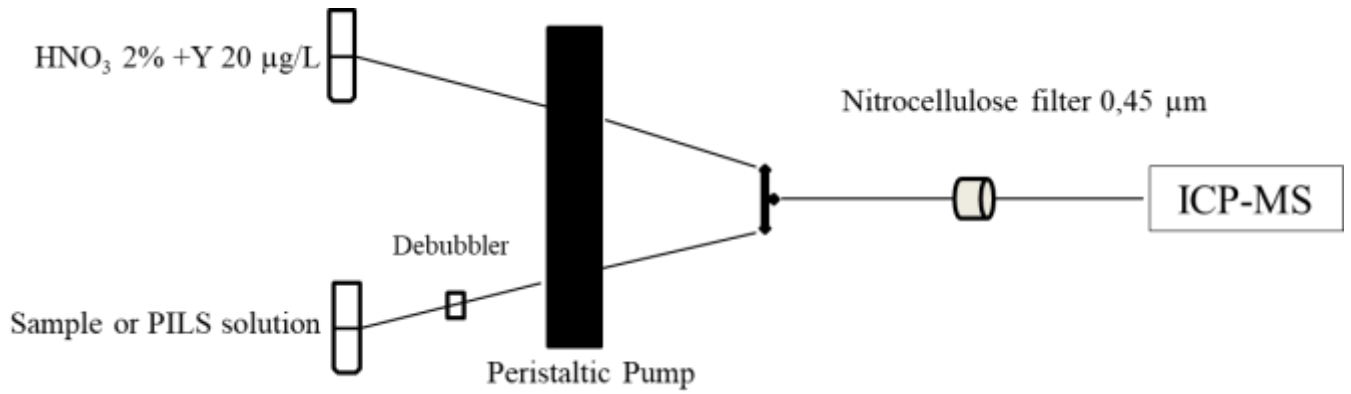 HNO₃ 2% +Y 20 µg/L
Nitrocellulose filter 0,45 µm
ICP-MS
Debubbler
Sample or PILS solution
Peristaltic Pump